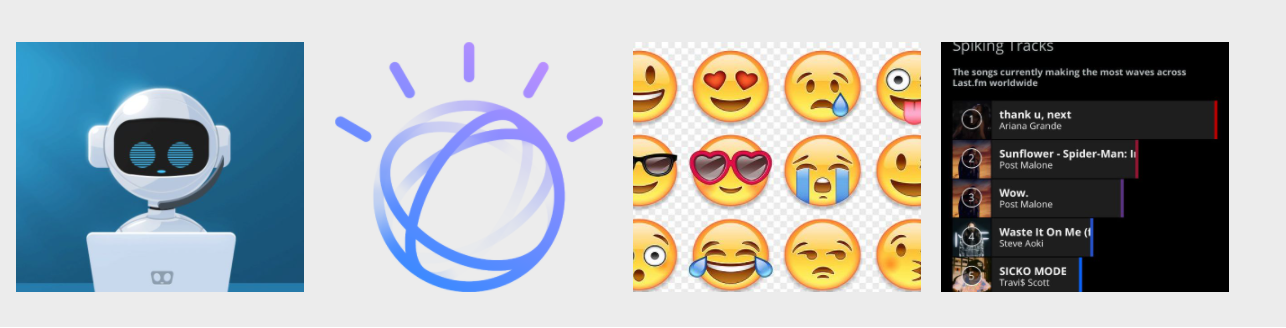 Spiking Tracks
The songs currently making the most waves across
Last.fm worldwide
1
thank u, next
Ariana Grande
2
Sunflower - Spider-Man: I
Post Malone
3
Wow.
Post Malone
4
Waste It On Me (f
Steve Aoki
5
SICKO MODE
Travi$ Scott